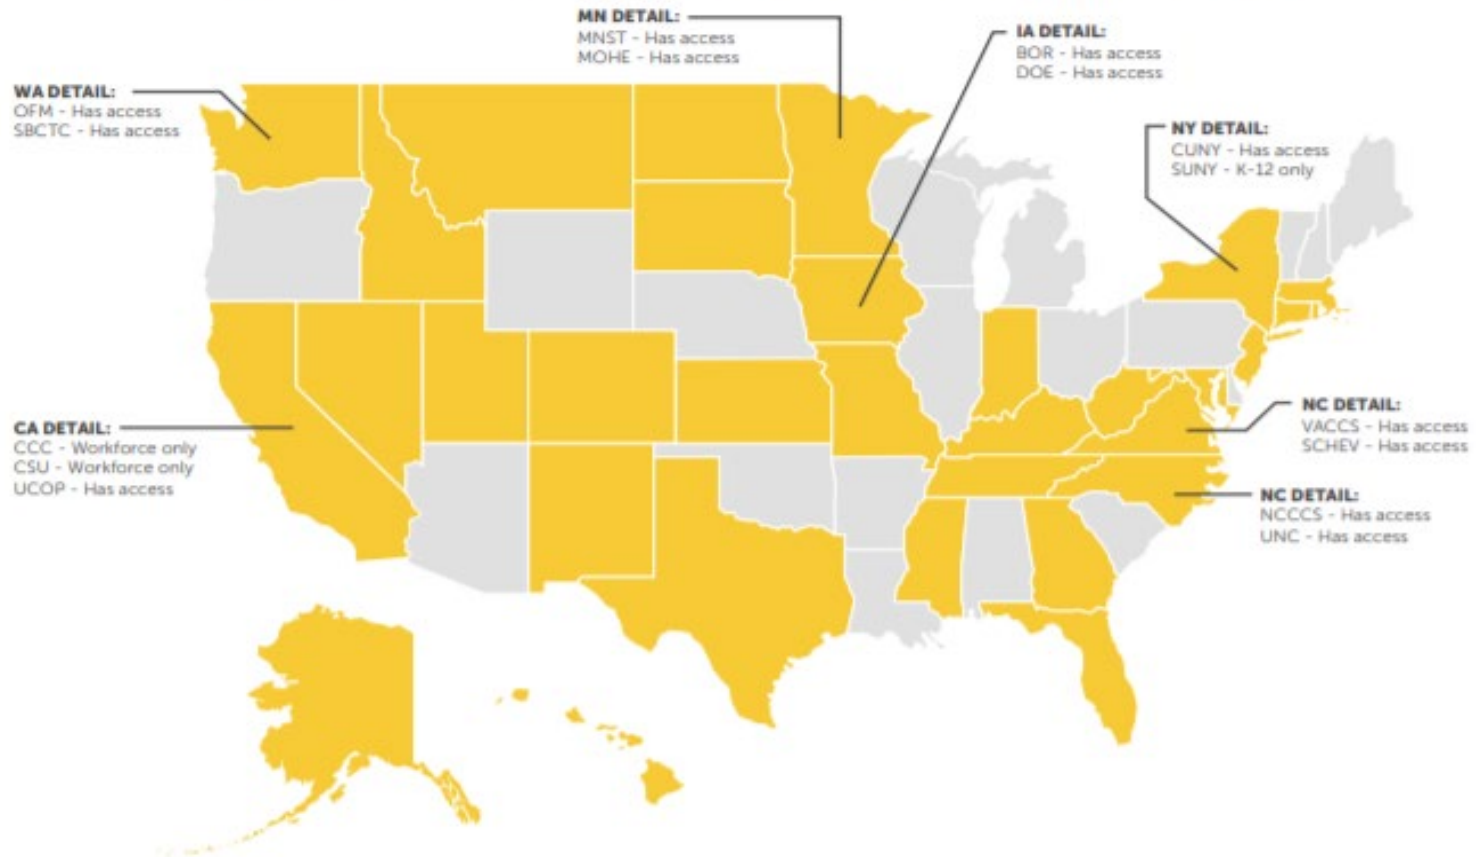 MN DETAIL:
MNST - Has access
MOHE - Has access
IA DETAIL:
BOR - Has access
DOE - Has access
WA DETAIL:
OFM - Has access
SBCTC - Has access
NY DETAIL:
CUNY - Has access
SUNY - K-12 only
CA DETAIL:
CCC - Workforce only
CSU - Workforce only
UCOP - Has access
NC DETAIL:
VACCS - Has access
SCHEV - Has access
NC DETAIL:
NCCCS - Has access
UNC - Has access